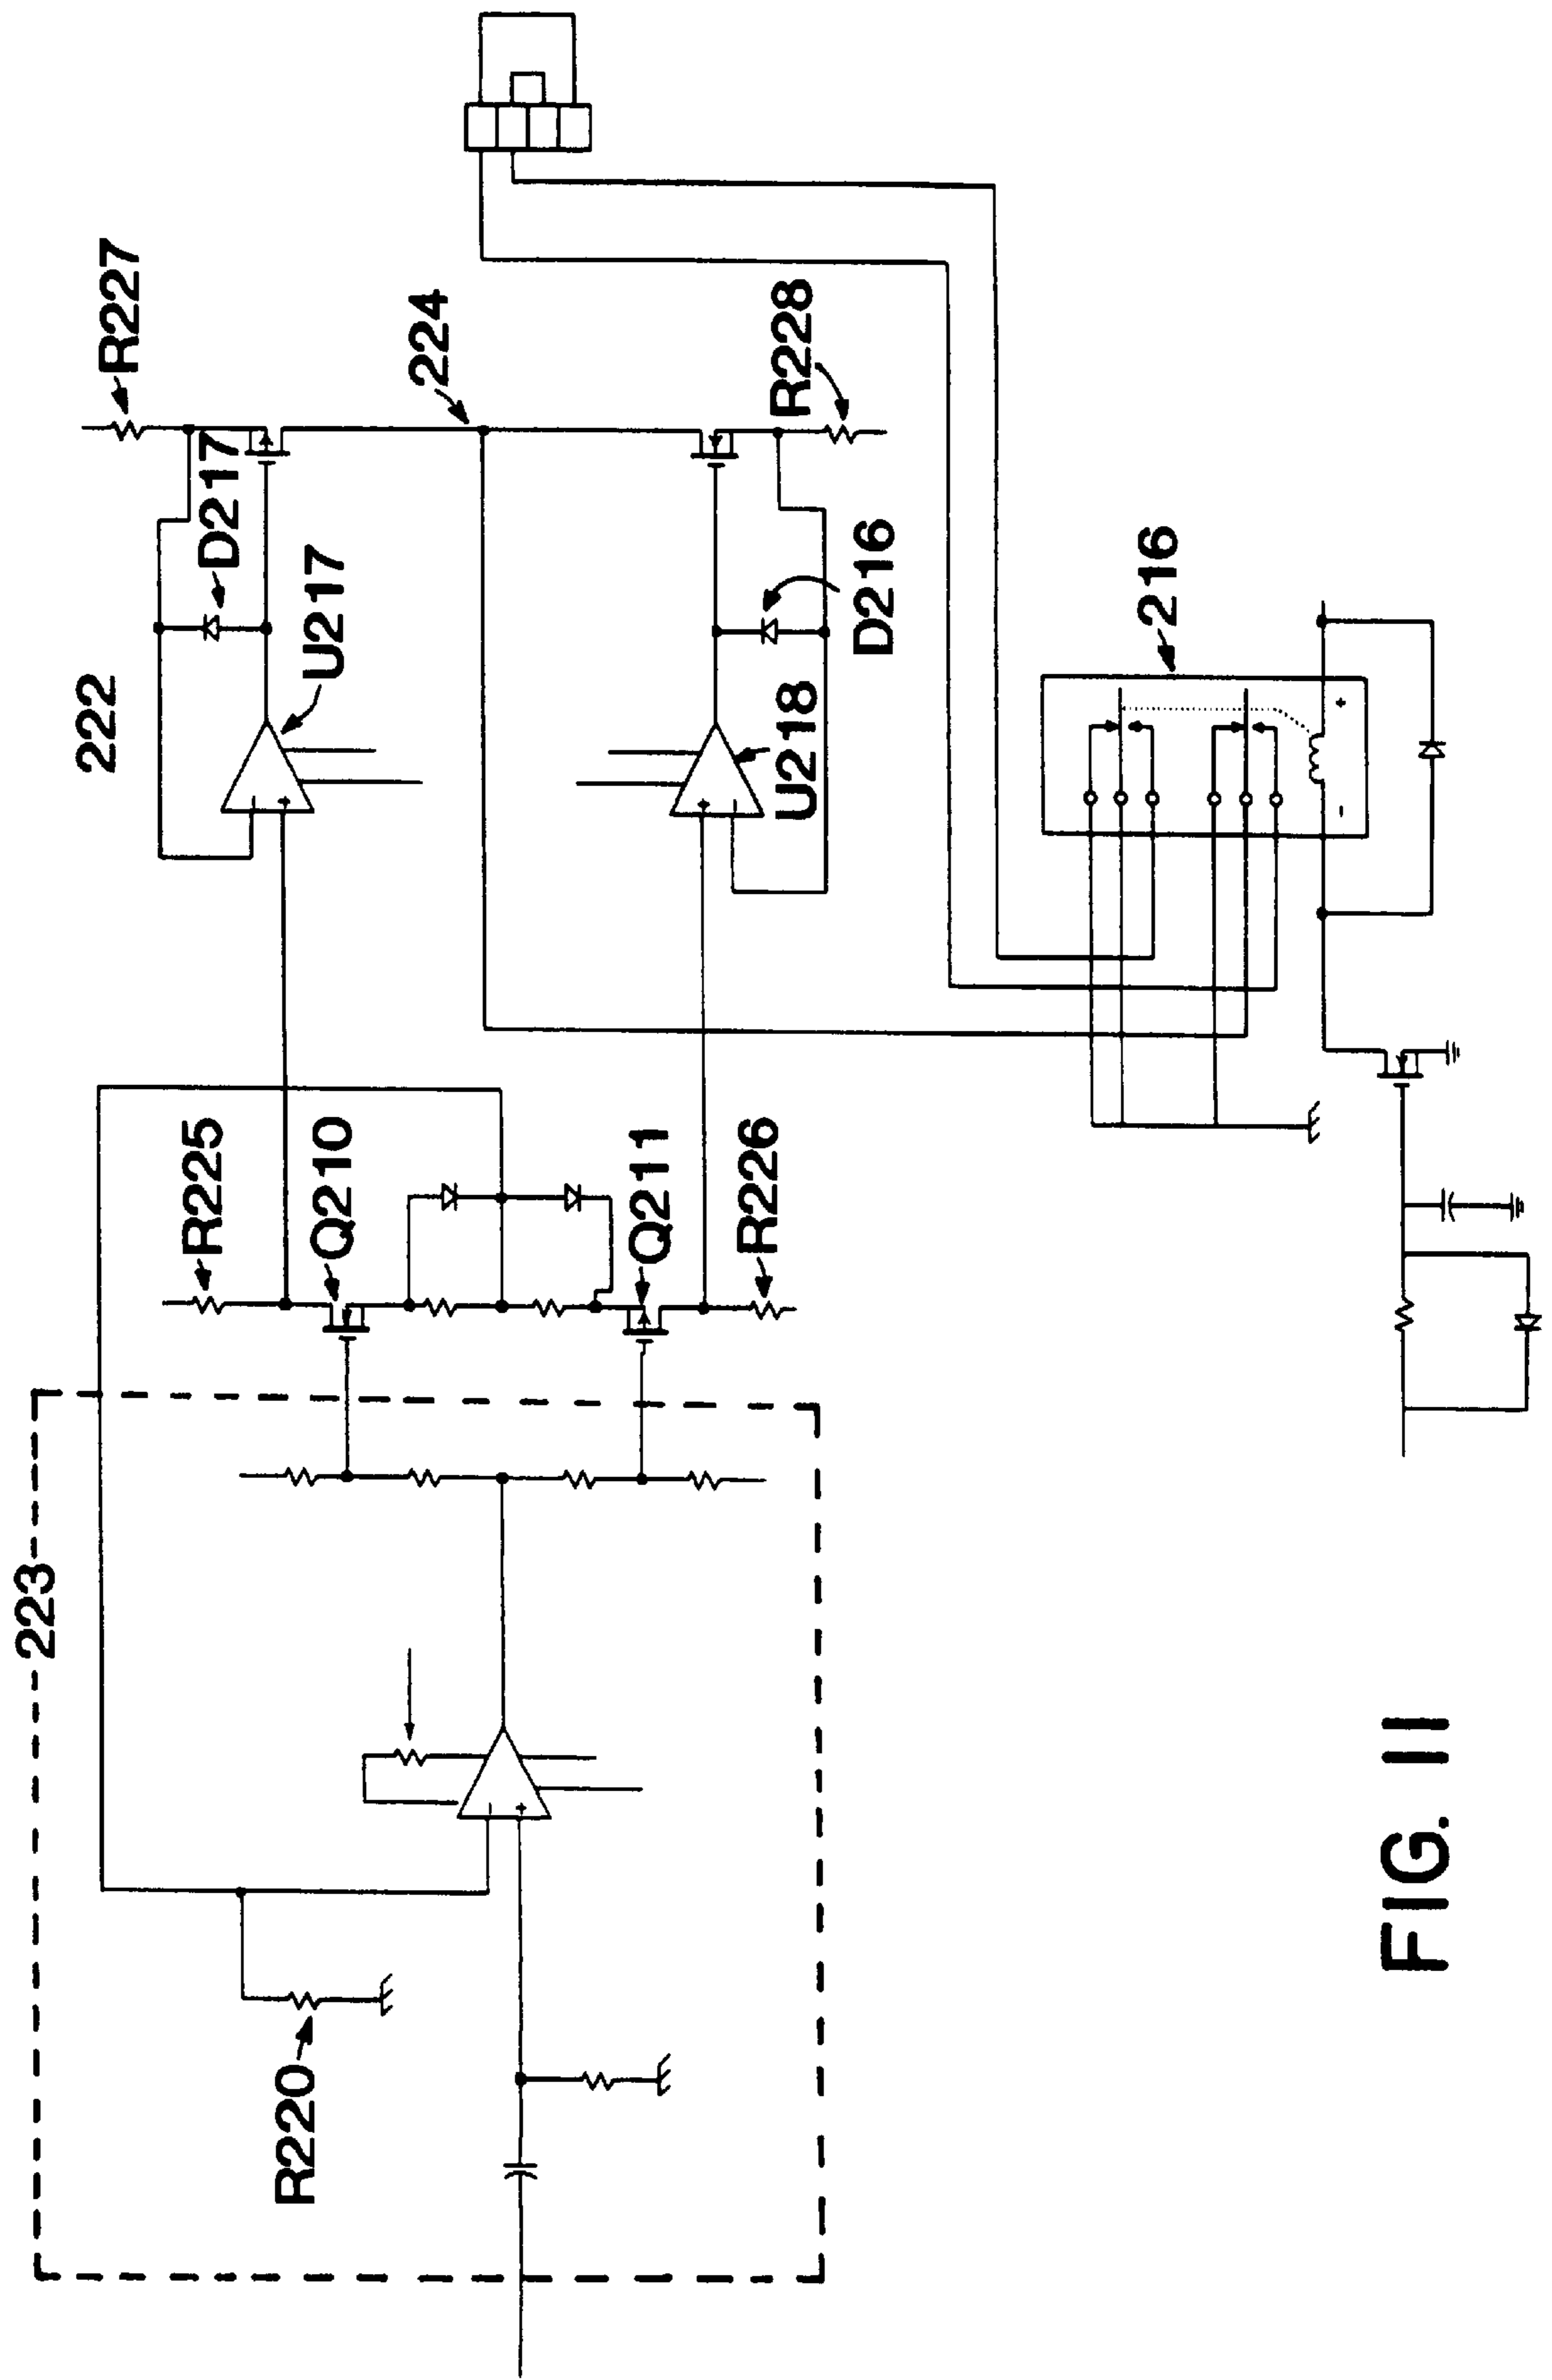 R227
224
R228
D217
U217
222
D216
U218
216
+
-
-
+
+
-
R225
Q210
Q211
R226
223
-
+
R220
FIG. 11